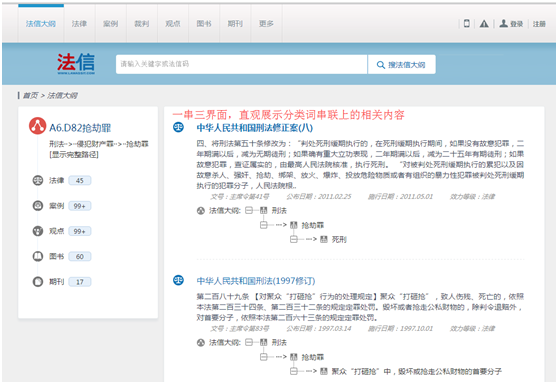 法信大纲 法律 案例 裁判 观点 图书 期刊 更多 登录 注册
法信
请输入关键字或法信码 搜法信大纲
首页 > 法信大纲
一串三界面，直观展示分类词串联上的相关内容
A6.D82抢劫罪
刑法->···侵犯财产罪···>···抢劫罪
[显示完整路径]
法律 45
案例 99+
观点 99+
图书 60
期刊 17
中华人民共和国刑法修正案(八)
四、将刑法第五十条修改为："判处死刑缓期执行的，在死刑缓期执行期间，如果没有故意犯罪，二
年期满以后，减为无期徒刑；如果确有重大立功表现，二年期满以后，减为二十五年有期徒刑；如果
故意犯罪，查证属实的，由最高人民法院核准，执行死刑。 "对被判处死刑缓期执行的累犯以及因
故意杀人、强奸、抢劫、绑架、放火、爆炸、投放危险物质或者有组织的暴力性犯罪被判处死刑缓期
执行的犯罪分子，人民法院根..
文号：主席令第41号 公布日期：2011.02.25 施行日期：2011.05.01 效力级别：法律
法信大纲: 刑法
···> 抢劫罪
···> 死刑
中华人民共和国刑法(1997修订)
第二百八十九条 【对聚众"打砸抢"行为的处理规定】聚众"打砸抢"，致人伤残、死亡的，依照
本法第二百三十四条、第二百三十二条的规定定罪处罚。毁坏或者抢走公私财物的，除判令退赔外，
对首要分子，依照本法第二百六十三条的规定定罪处罚。
文号：主席令第83号 公布日期：1997.03.14 施行日期：1997.10.01 效力级别：法律
法信大纲: 刑法
···> 抢劫罪
···> 聚众"打砸抢"中，毁坏或抢走公私财物的首要分子